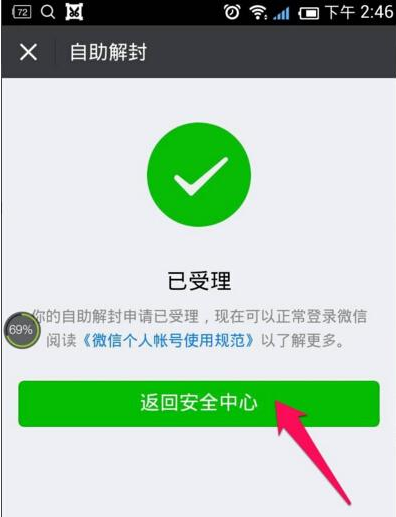 72 下午 2:46
自助解封
已受理
你的自助解封申请已受理，现在可以正常登录微信
阅读《微信个人帐号使用规范》以了解更多。
69%
返回安全中心